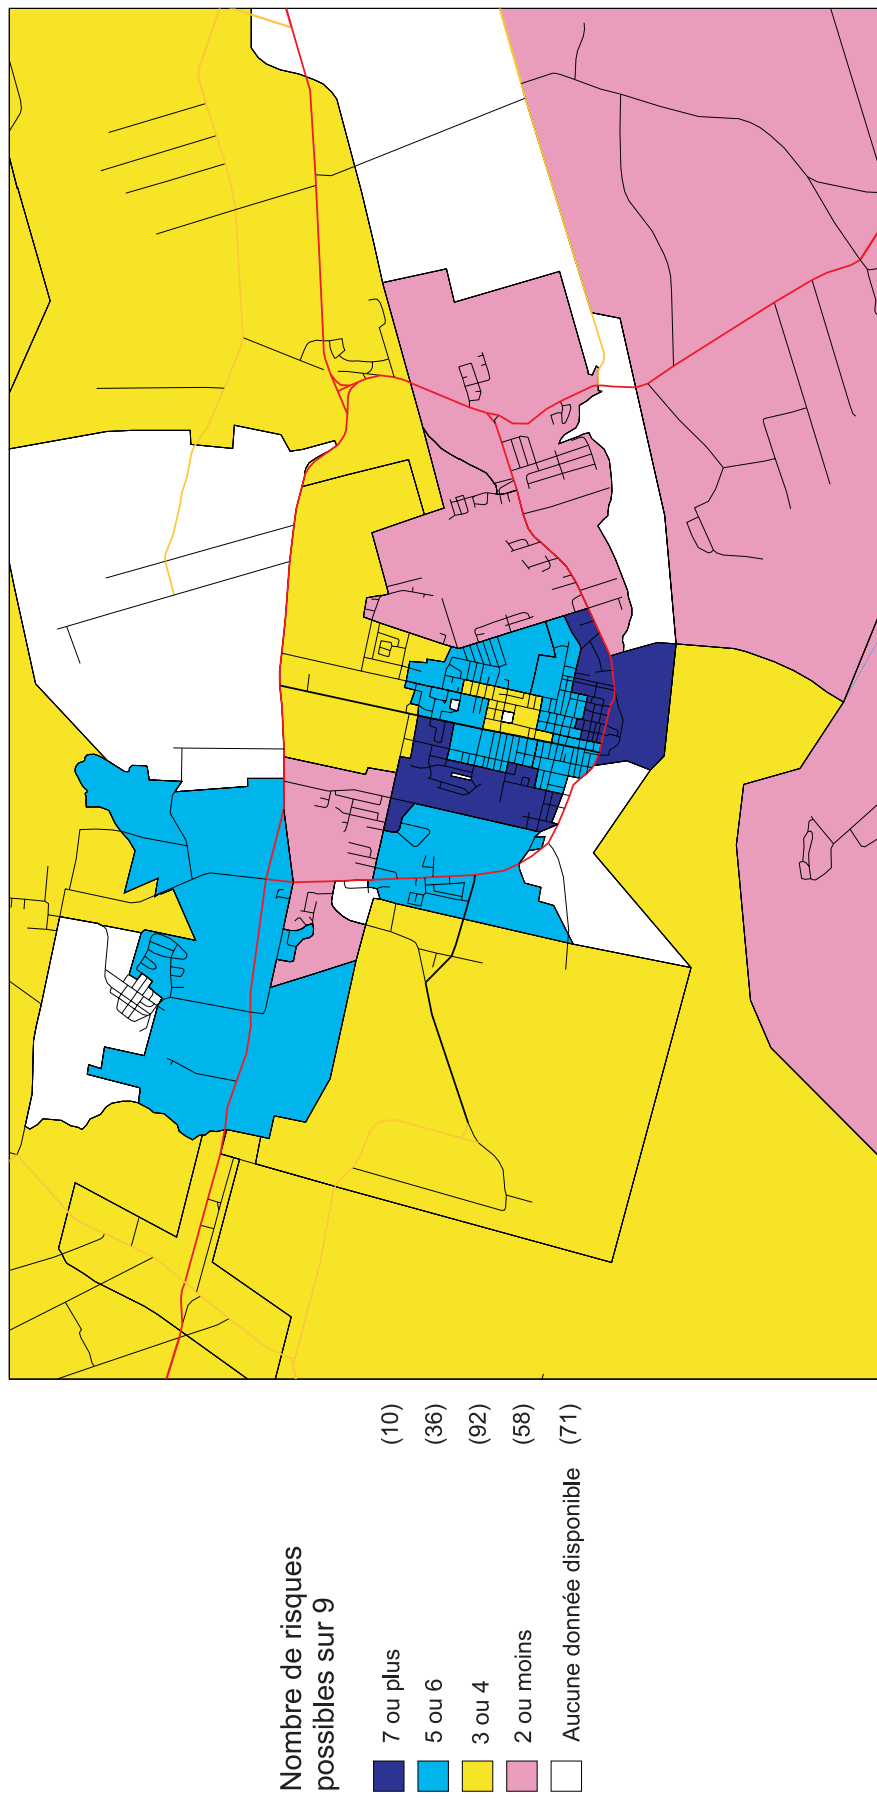 Nombre de risques
possibles sur 9
7 ou plus (10)
5 ou 6 (36)
3 ou 4 (92)
2 ou moins (58)
Aucune donnée disponible (71)